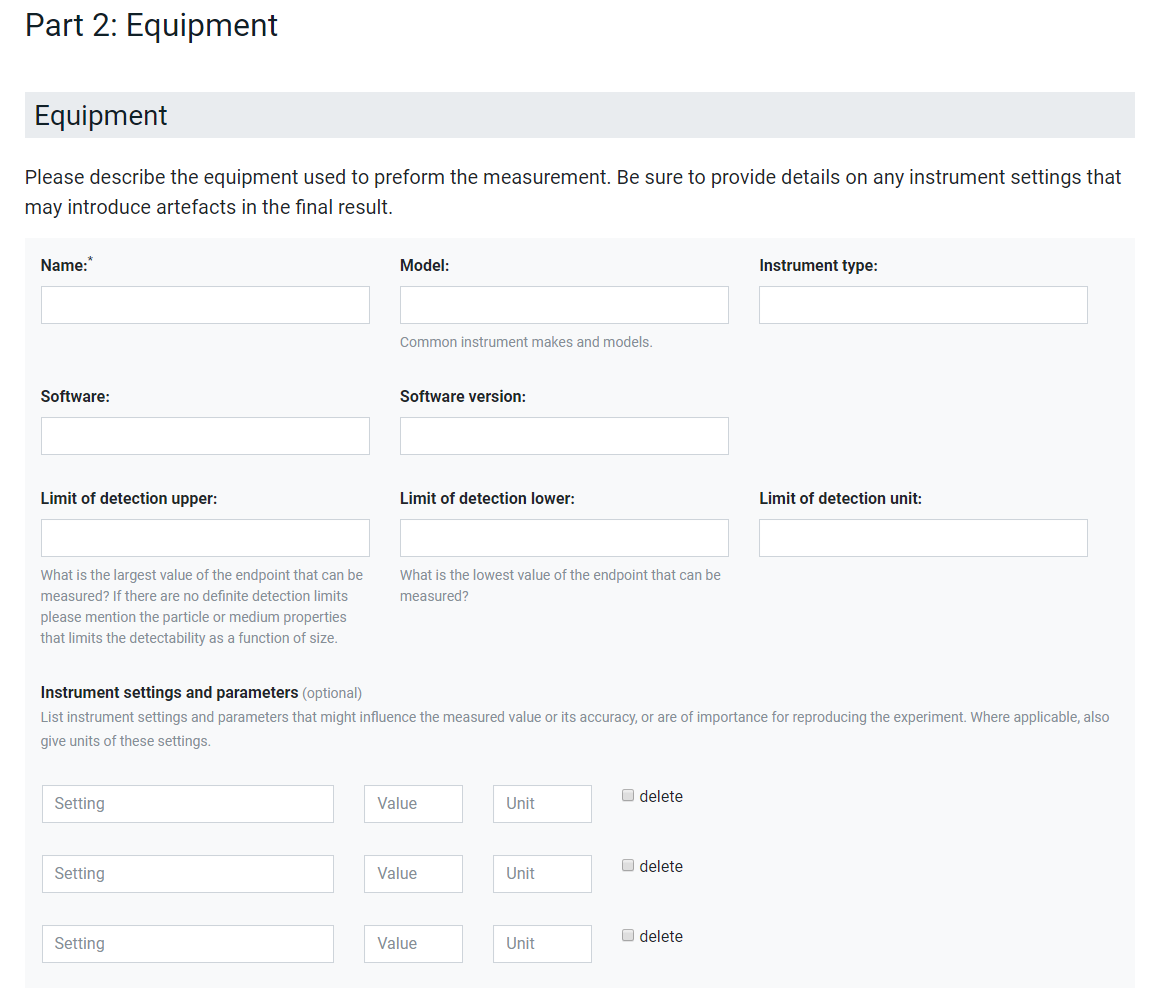 Part 2: Equipment
Equipment
Please describe the equipment used to preform the measurement. Be sure to provide details on any instrument settings that
may introduce artefacts in the final result.
Name:*
Model:
Instrument type:
Common instrument makes and models.
Software:
Software version:
Limit of detection upper:
Limit of detection lower:
Limit of detection unit:
What is the largest value of the endpoint that can be
measured? If there are no definite detection limits
please mention the particle or medium properties
that limits the detectability as a function of size.
What is the lowest value of the endpoint that can be
measured?
Instrument settings and parameters (optional)
List instrument settings and parameters that might influence the measured value or its accuracy, or are of importance for reproducing the experiment. Where applicable, also
give units of these settings.
Setting Value Unit delete
Setting Value Unit delete
Setting Value Unit delete